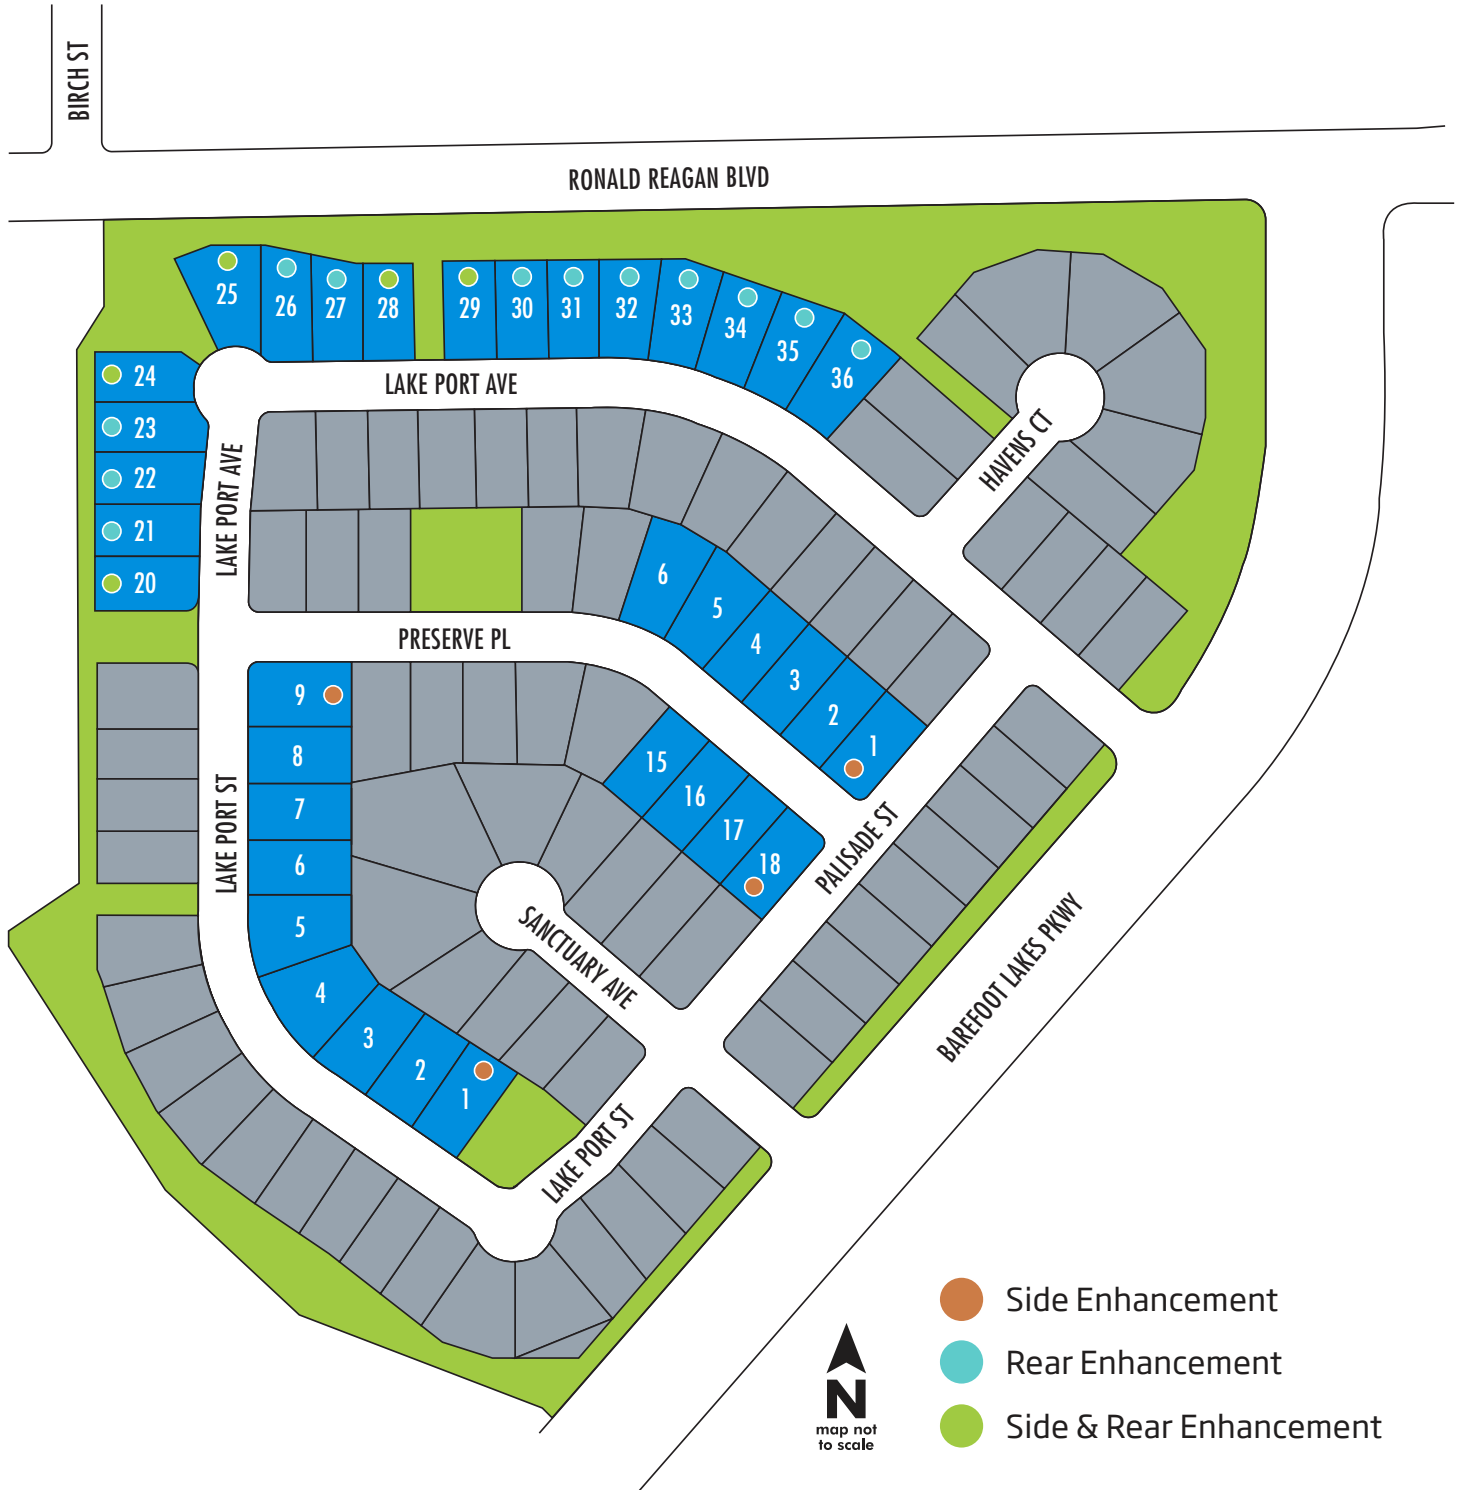 BIRCH ST
RONALD REAGAN BLVD
25
26
27
28
29
30
31
32
33
34
35
36
24
23
22
21
20
LAKE PORT AVE
LAKE PORT AVE
HAVENS CT
6
5
4
3
2
1
PRESERVE PL
9
8
7
6
5
4
3
2
1
15
16
17
18
LAKE PORT ST
PALISADE ST
SANCTUARY AVE
BAREFOOT LAKES PKWY
LAKE PORT ST
N
map not
to scale
Side Enhancement
Rear Enhancement
Side & Rear Enhancement